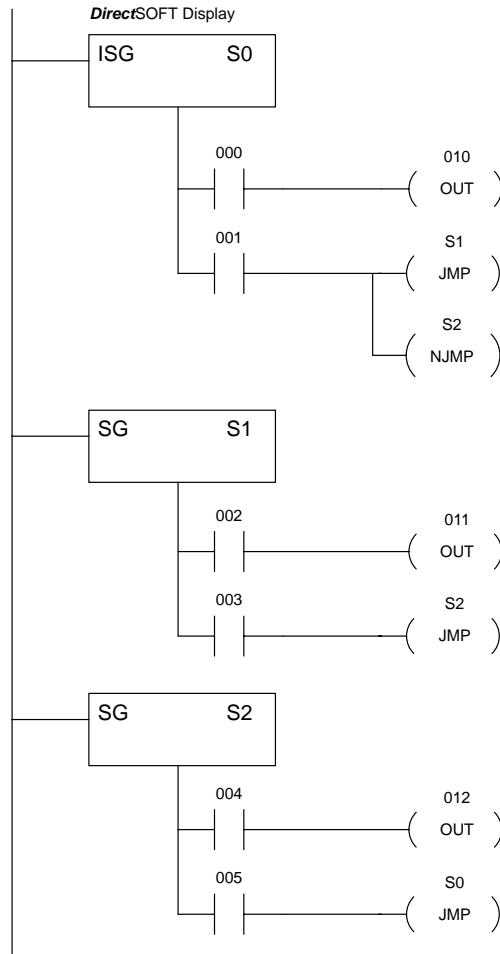 DirectSOFT Display
ISG S0
000 010
OUT
001 S1
JMP
S2
NJMP
SG S1
002 011
OUT
003 S2
JMP
SG S2
004 012
OUT
005 S0
JMP